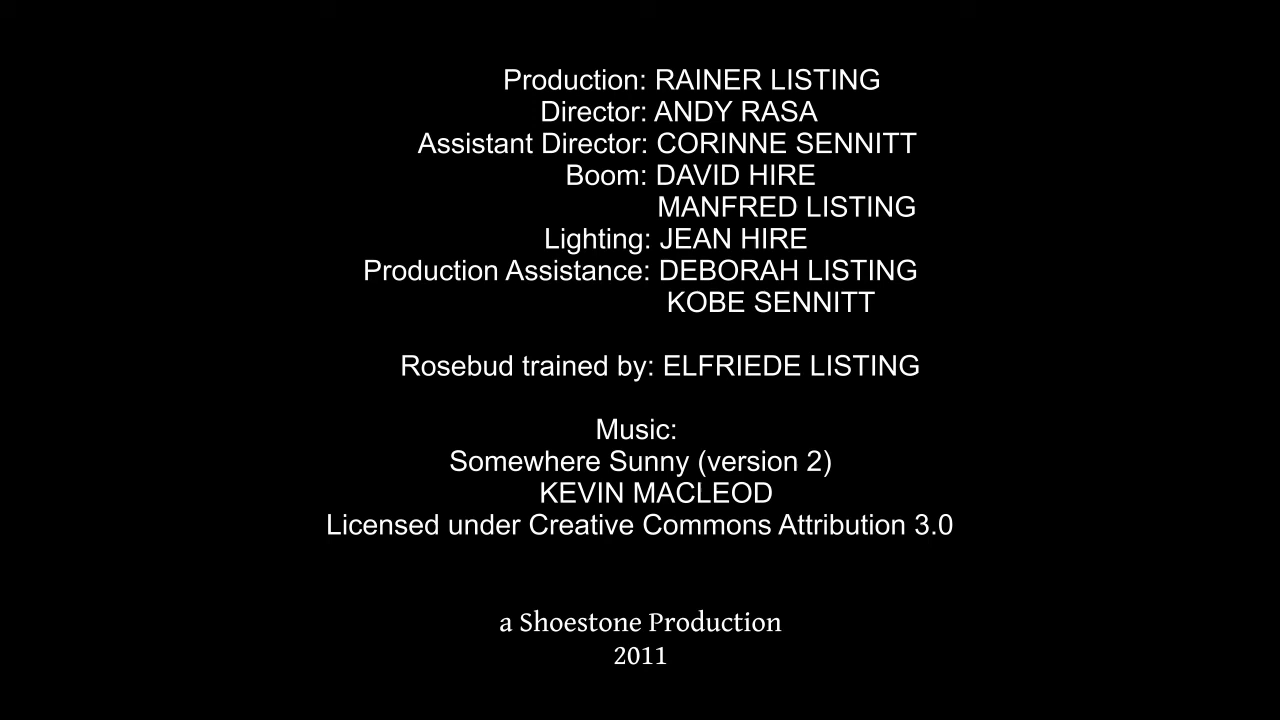 Production: RAINER LISTING
Director: ANDY RASA
Assistant Director: CORINNE SENNITT
Boom: DAVID HIRE
MANFRED LISTING
Lighting: JEAN HIRE
Production Assistance: DEBORAH LISTING
KOBE SENNITT
Rosebud trained by: ELFRIEDE LISTING
Music:
Somewhere Sunny (version 2)
KEVIN MACLEOD
Licensed under Creative Commons Attribution 3.0
a Shoestone Production
2011